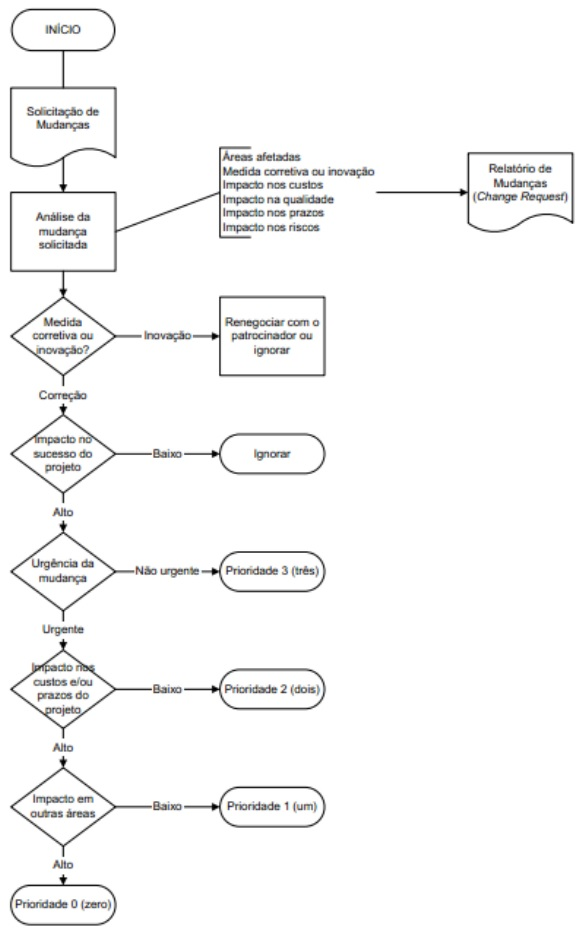 INÍCIO
Solicitação de
Mudanças
Áreas afetadas
Medida corretiva ou inovação
Impacto nos custos
Impacto na qualidade
Impacto nos prazos
Impacto nos riscos
Relatório de
Mudanças
(Change Request)
Análise da
mudança
solicitada
Medida
corretiva ou
inovação?
Inovação
Renegociar com o
patrocinador ou
ignorar
Correção
Impacto no
sucesso do
projeto
Baixo
Ignorar
Alto
Urgência da
mudança
Não urgente
Prioridade 3 (três)
Urgente
Impacto nos
custos e/ou
prazos do
projeto
Baixo
Prioridade 2 (dois)
Alto
Impacto em
outras áreas
Baixo
Prioridade 1 (um)
Alto
Prioridade 0 (zero)